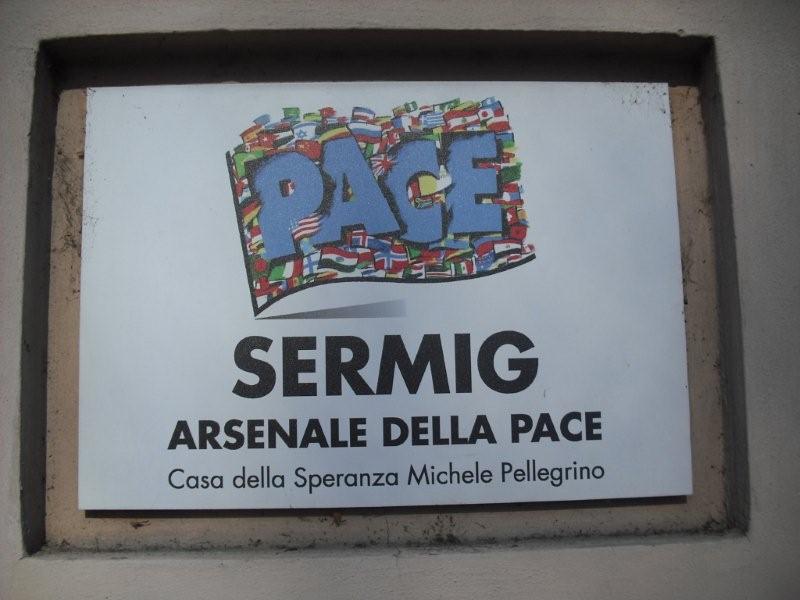 PACE
SERMIG
ARSENALE DELLA PACE
Casa della Speranza Michele Pellegrino